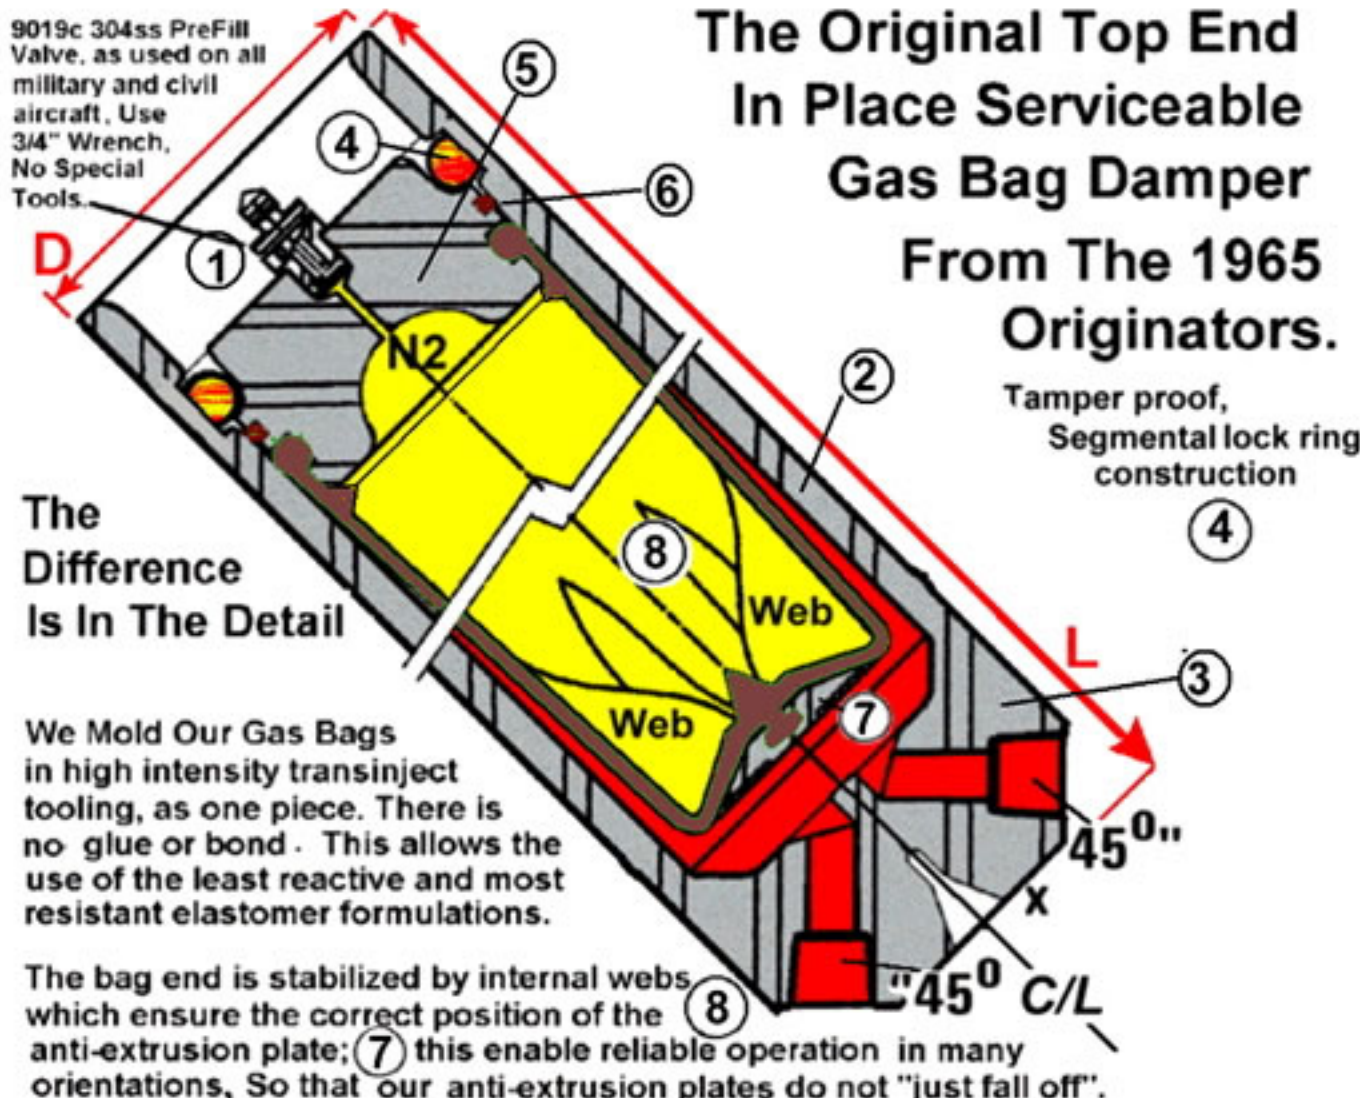 9019c 304ss PreFill
Valve, as used on all
military and civil
aircraft, Use
3/4" Wrench,
No Special
Tools.
The Original Top End
In Place Serviceable
Gas Bag Damper
From The 1965
Originators.
5
4
6
D
1
N2
2
Tamper proof,
Segmental lock ring
construction
4
The
Difference
Is In The Detail
8
Web
L
3
Web
7
We Mold Our Gas Bags
in high intensity transinject
tooling, as one piece. There is
no glue or bond. This allows the
use of the least reactive and most
resistant elastomer formulations.
45⁰"
x
"45⁰
C/L
The bag end is stabilized by internal webs
8
which ensure the correct position of the
anti-extrusion plate; 7 this enable reliable operation in many
orientations, So that our anti-extrusion plates do not "just fall off".